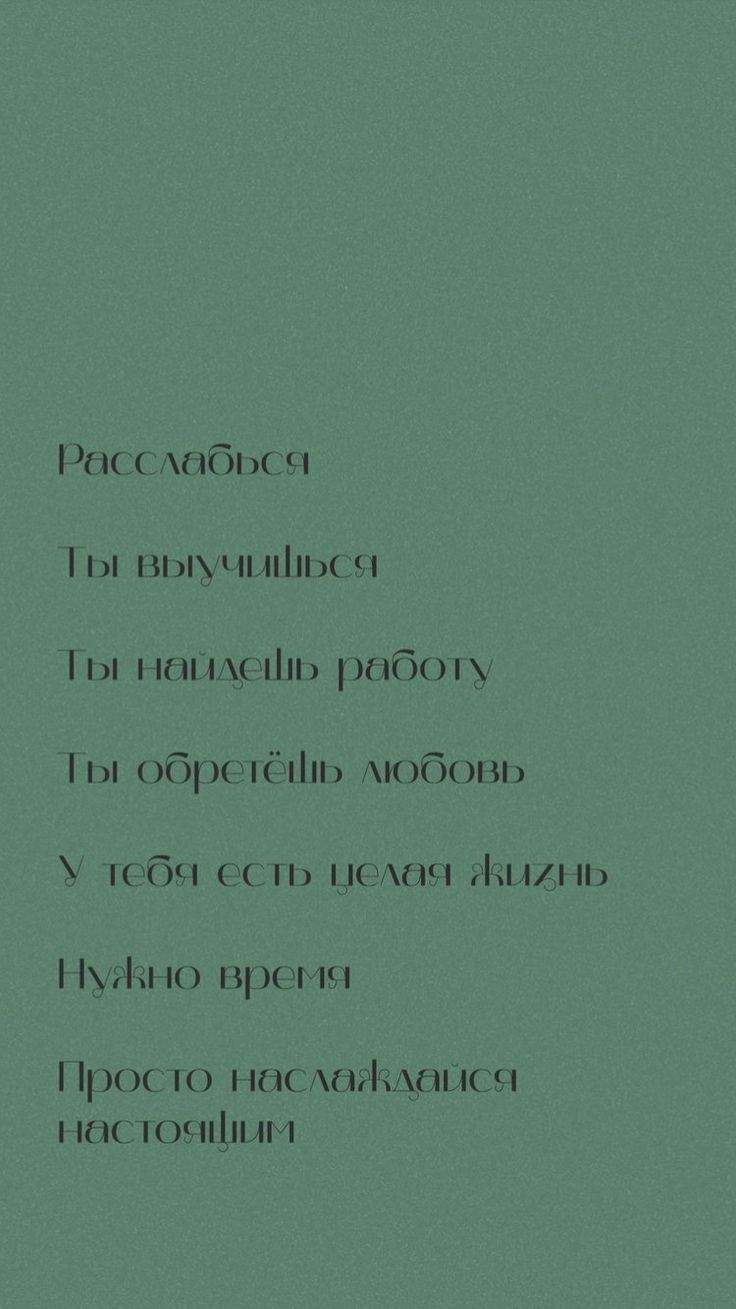 Расслабься
Ты выучишься
Ты найдешь работу
Ты обретёшь любовь
У тебя есть целая жизнь
Нужно время
Просто наслаждайся
настоящим